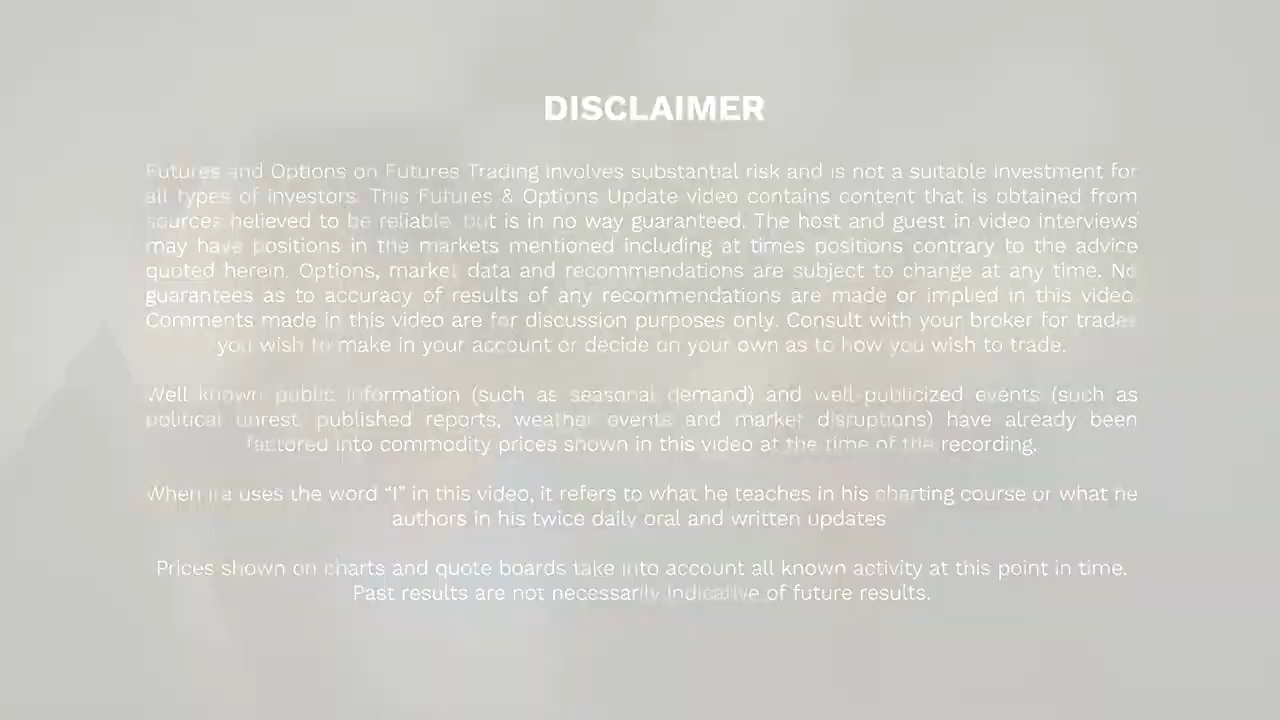 DISCLAIMER
Futures and Options on Futures Trading involves substantial risk and is not a suitable investment for
all types of investors. This Futures & Options Update video contains content that is obtained from
sources believed to be reliable, but is in no way guaranteed. The host and guest in video interviews
may have positions in the markets mentioned including at times positions contrary to the advice
quoted herein. Options, market data and recommendations are subject to change at any time. No
guarantees as to accuracy of results of any recommendations are made or implied in this video.
Comments made in this video are for discussion purposes only. Consult with your broker for trades
you wish to make in your account or decide on your own as to how you wish to trade.
Well known public information (such as seasonal demand) and well-publicized events (such as
political unrest, published reports, weather events and market disruptions) have already been
factored into commodity prices shown in this video at the time of the recording.
When Ira uses the word “I” in this video, it refers to what he teaches in his charting course or what he
authors in his twice daily oral and written updates
Prices shown on charts and quote boards take into account all known activity at this point in time.
Past results are not necessarily indicative of future results.